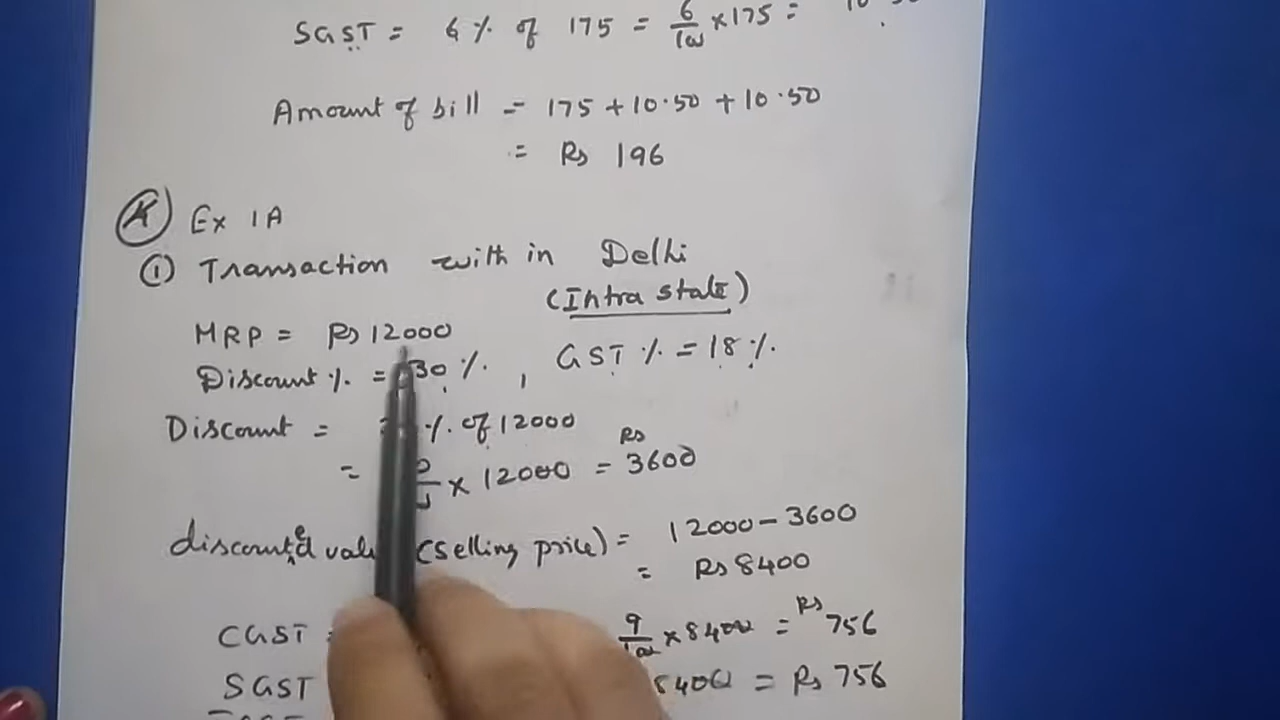 SGST = 6 % of 175 = 6/100 × 175 =
Amount of bill = 175 + 10.50 + 10.50
= Rs 196
Ex 1A
① Transaction with in Delhi
(Intra state)
MRP = Rs 12000
Discount % = 30 %. , GST % = 18 %.
Discount = % of 12000
= × 12000 = Rs 3600
discounted (selling price) = 12000 - 3600
= Rs 8400
CGST = 9/100 × 8400 = Rs 756
SGST 8400 = Rs 756